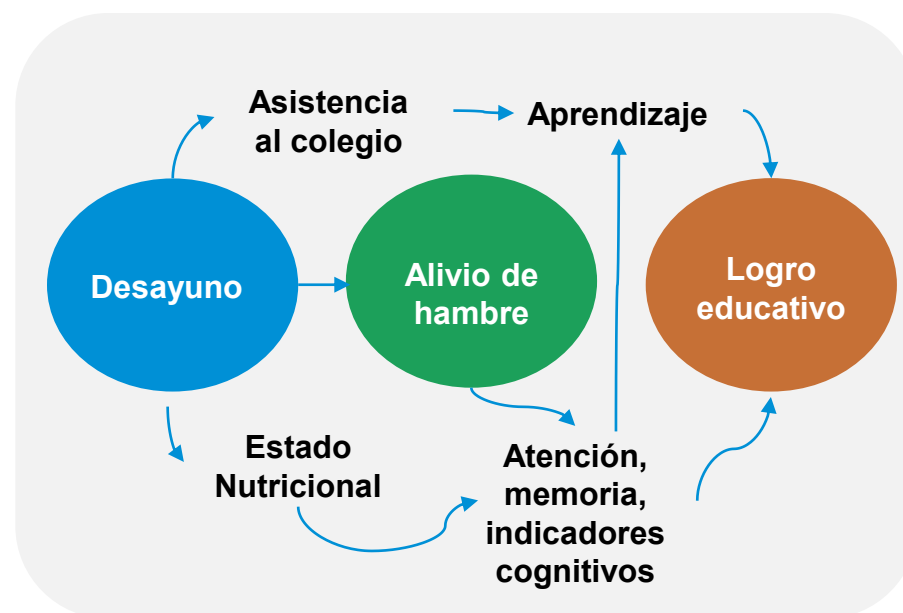 Asistencia
al colegio
Aprendizaje
Desayuno
Alivio de
hambre
Logro
educativo
Estado
Nutricional
Atención,
memoria,
indicadores
cognitivos